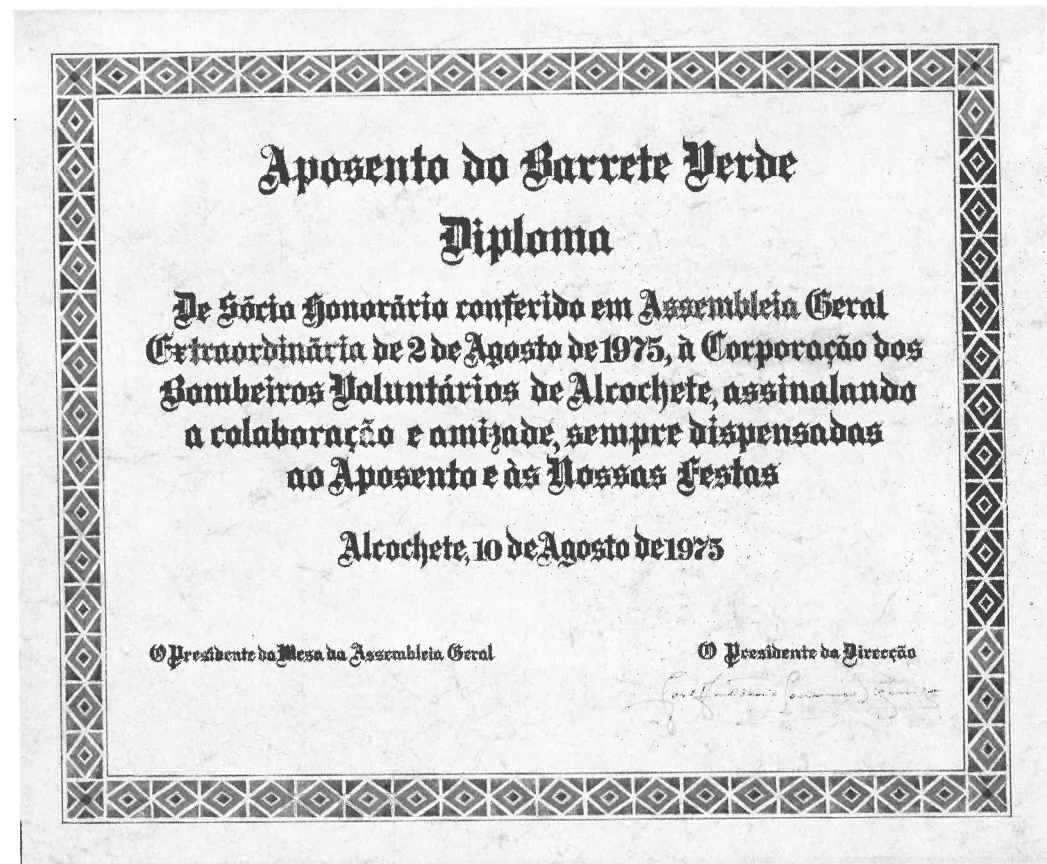 Aposento do Barrete Verde
Diploma
De Sócio Honorário conferido em Assembleia Geral
Extraordinária de 2 de Agosto de 1975, à Corporação dos
Bombeiros Voluntários de Alcochete, assinalando
a colaboração e amizade, sempre dispensadas
ao Aposento e às Nossas Festas
Alcochete, 10 de Agosto de 1975
O Presidente da Mesa da Assembleia Geral
O Presidente da Direcção